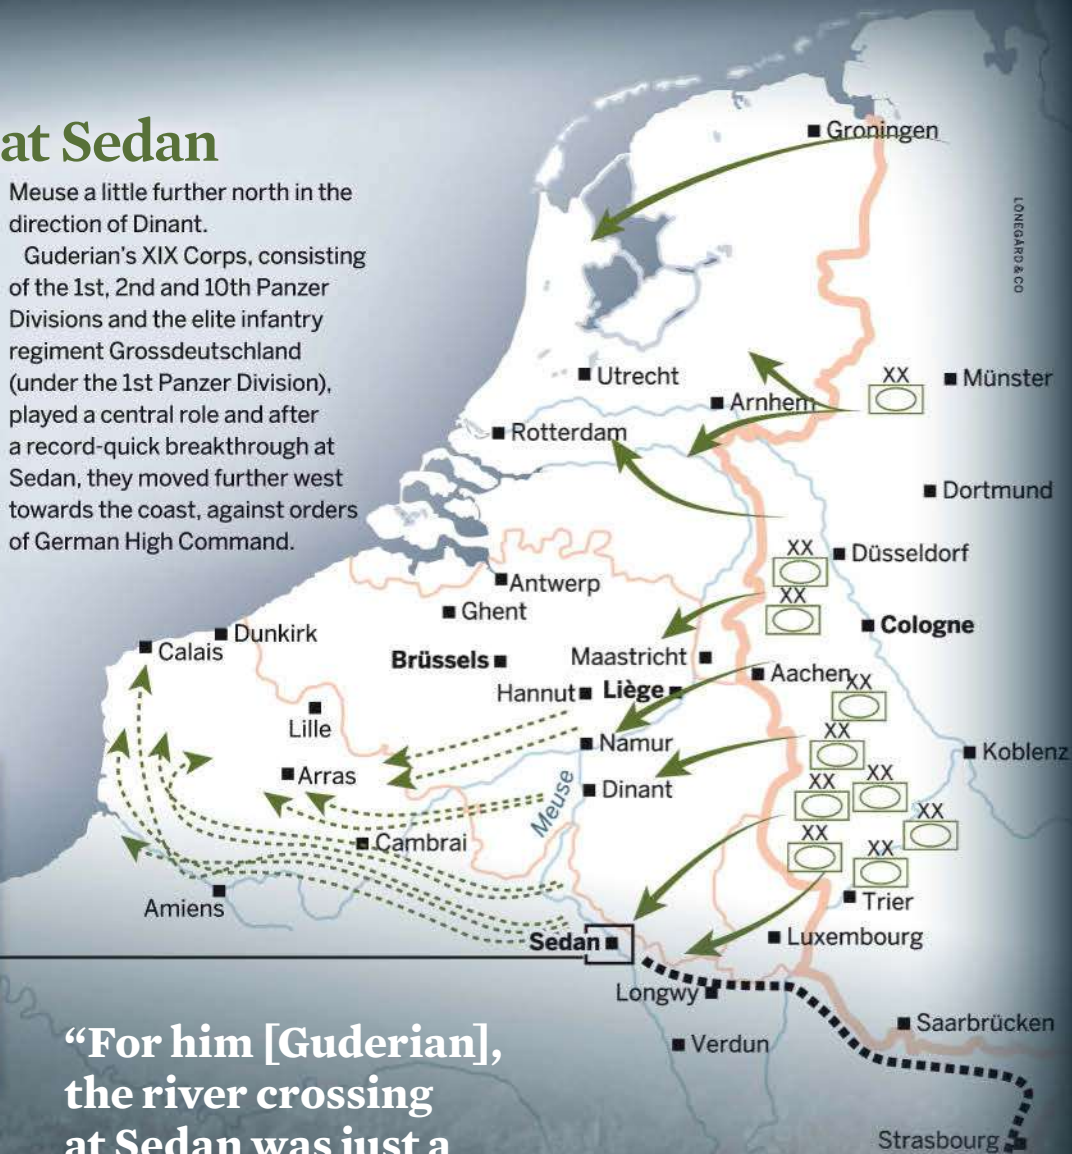 at Sedan
Meuse a little further north in the
direction of Dinant.
Guderian's XIX Corps, consisting
of the 1st, 2nd and 10th Panzer
Divisions and the elite infantry
regiment Grossdeutschland
(under the 1st Panzer Division),
played a central role and after
a record-quick breakthrough at
Sedan, they moved further west
towards the coast, against orders
of German High Command.
Groningen
LÖNEGÅRD & CO
Utrecht
XX
Münster
Arnhem
Rotterdam
Dortmund
XX
Düsseldorf
Antwerp
XX
Ghent
Cologne
Dunkirk
Calais
Brüssels
Maastricht
Aachen
XX
Hannut
Liège
Lille
XX
Namur
Koblenz
Arras
XX
XX
Dinant
Meuse
XX
Cambrai
XX
XX
Amiens
Trier
Sedan
Luxembourg
Longwy
Saarbrücken
Verdun
Strasbourg
“For him [Guderian],
the river crossing
at Sedan was just a